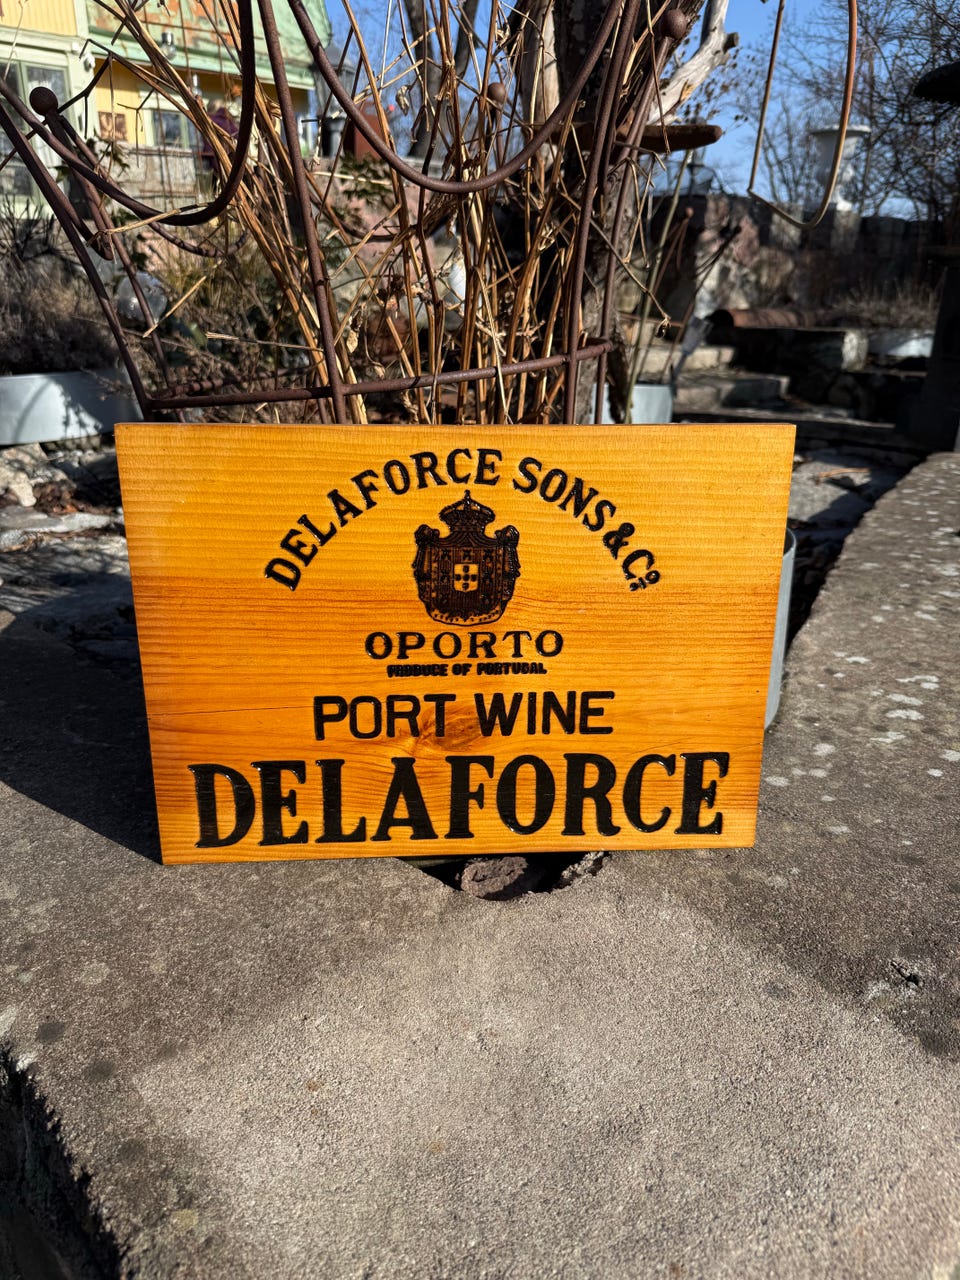 DELAFORCE SONS & Cº
OPORTO
PRODUCE OF PORTUGAL
PORT WINE
DELAFORCE